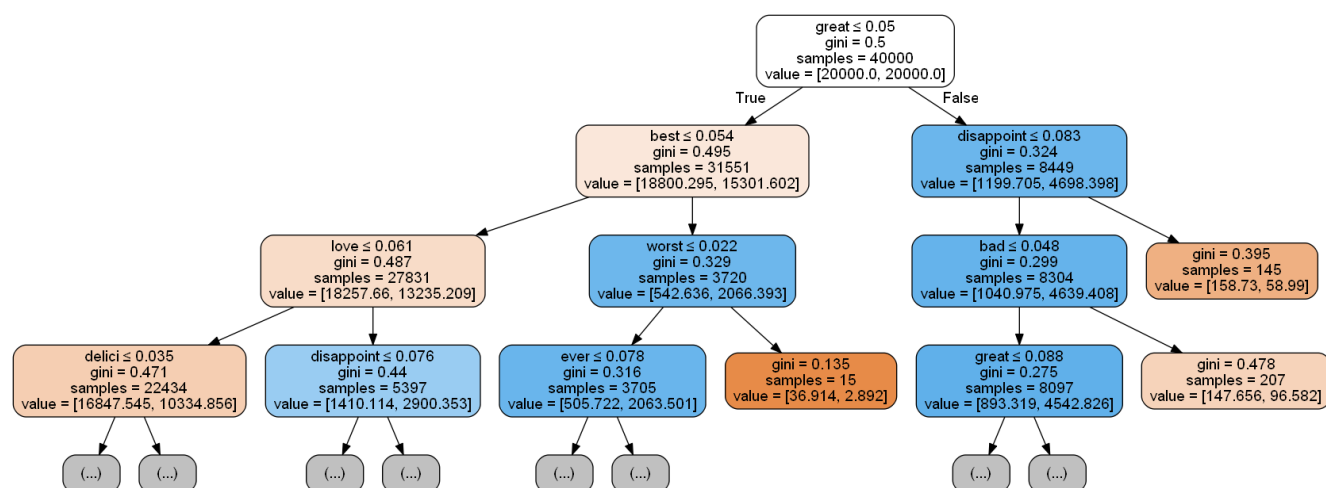 great ≤ 0.05
gini = 0.5
samples = 40000
value = [20000.0, 20000.0]
True
False
best ≤ 0.054
gini = 0.495
samples = 31551
value = [18800.295, 15301.602]
disappoint ≤ 0.083
gini = 0.324
samples = 8449
value = [1199.705, 4698.398]
love ≤ 0.061
gini = 0.487
samples = 27831
value = [18257.66, 13235.209]
worst ≤ 0.022
gini = 0.329
samples = 3720
value = [542.636, 2066.393]
bad ≤ 0.048
gini = 0.299
samples = 8304
value = [1040.975, 4639.408]
gini = 0.395
samples = 145
value = [158.73, 58.99]
delici ≤ 0.035
gini = 0.471
samples = 22434
value = [16847.545, 10334.856]
disappoint ≤ 0.076
gini = 0.44
samples = 5397
value = [1410.114, 2900.353]
ever ≤ 0.078
gini = 0.316
samples = 3705
value = [505.722, 2063.501]
gini = 0.135
samples = 15
value = [36.914, 2.892]
great ≤ 0.088
gini = 0.275
samples = 8097
value = [893.319, 4542.826]
gini = 0.478
samples = 207
value = [147.656, 96.582]
(...)
(...)
(...)
(...)
(...)
(...)
(...)
(...)